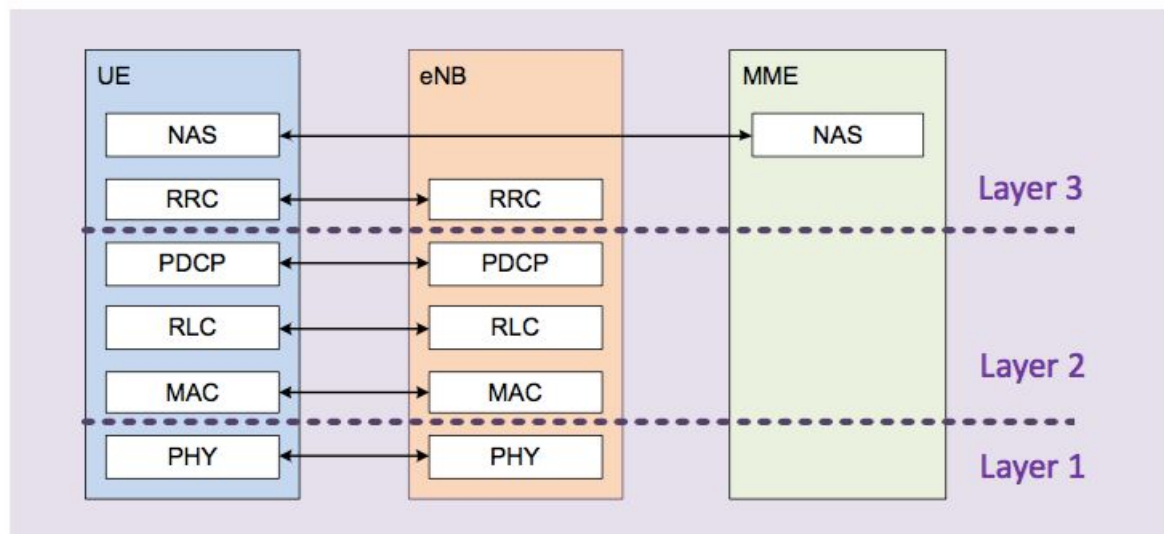 UE
eNB
MME
NAS
NAS
RRC
RRC
Layer 3
PDCP
PDCP
RLC
RLC
Layer 2
MAC
MAC
PHY
PHY
Layer 1